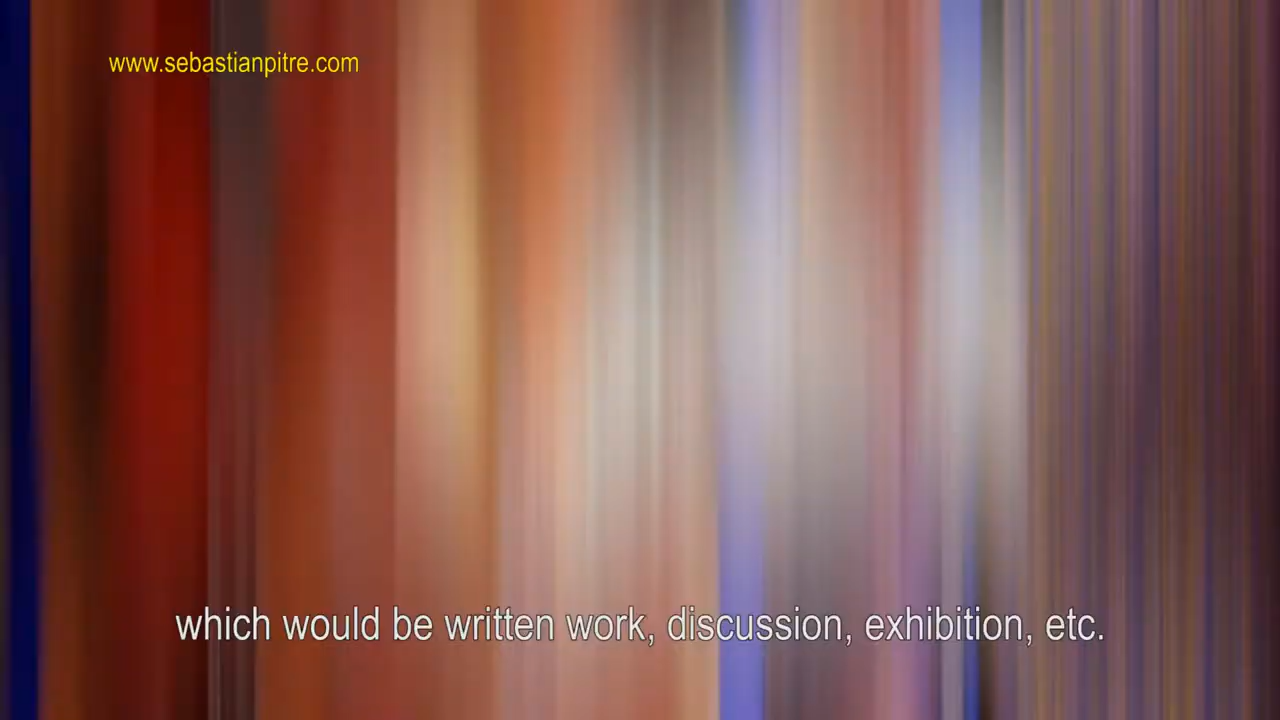 www.sebastianpitre.com
which would be written work, discussion, exhibition, etc.